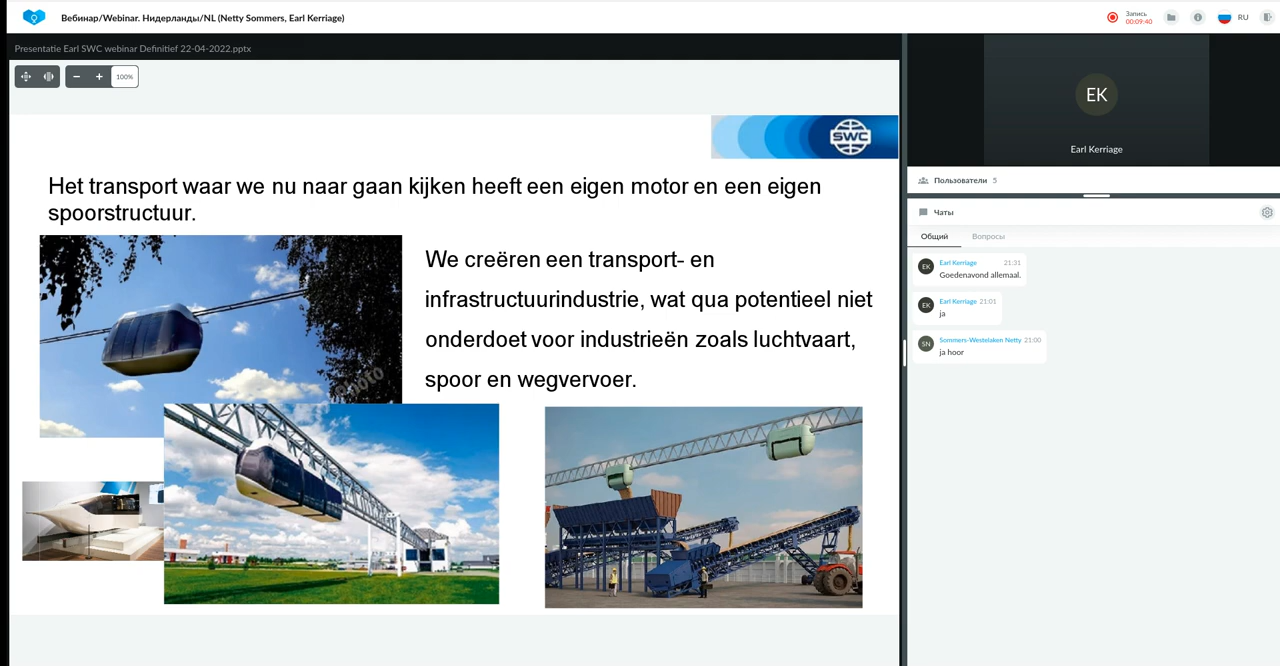 Вебинар/Webinar. Нидерланды/NL (Netty Sommers, Earl Kerriage)
Запись
00:09:40
RU
Presentatie Earl SWC webinar Definitief 22-04-2022.pptx
100%
SWC
Het transport waar we nu naar gaan kijken heeft een eigen motor en een eigen
spoorstructuur.
We creëren een transport- en
infrastructuurindustrie, wat qua potentieel niet
onderdoet voor industrieën zoals luchtvaart,
spoor en wegvervoer.
Photo
EK
Earl Kerriage
Пользователи 5
Чаты
Общий Вопросы
EK Earl Kerriage 21:31
Goedenavond allemaal.
EK Earl Kerriage 21:01
ja
SN Sommers-Westelaken Netty 21:00
ja hoor